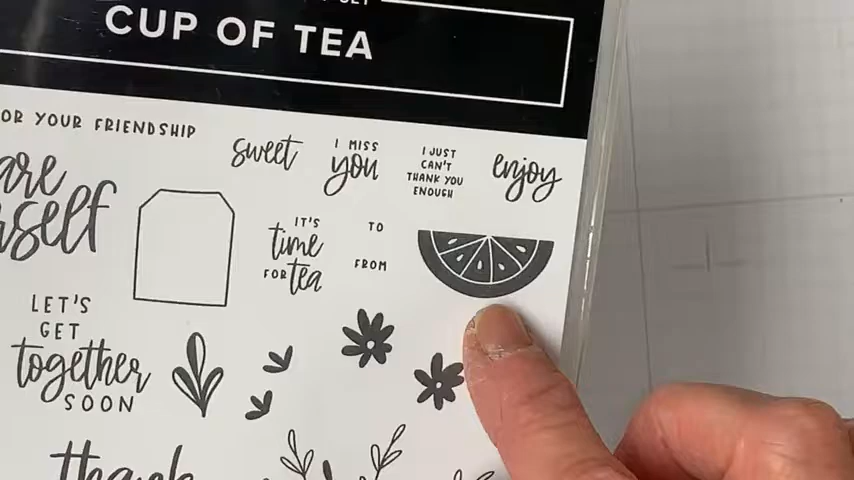 CUP OF TEA
OR YOUR FRIENDSHIP
sweet
I MISS
you
I JUST
CAN'T
THANK YOU
ENOUGH
enjoy
IT'S
time
FOR tea
TO
FROM
LET'S
GET
together
SOON